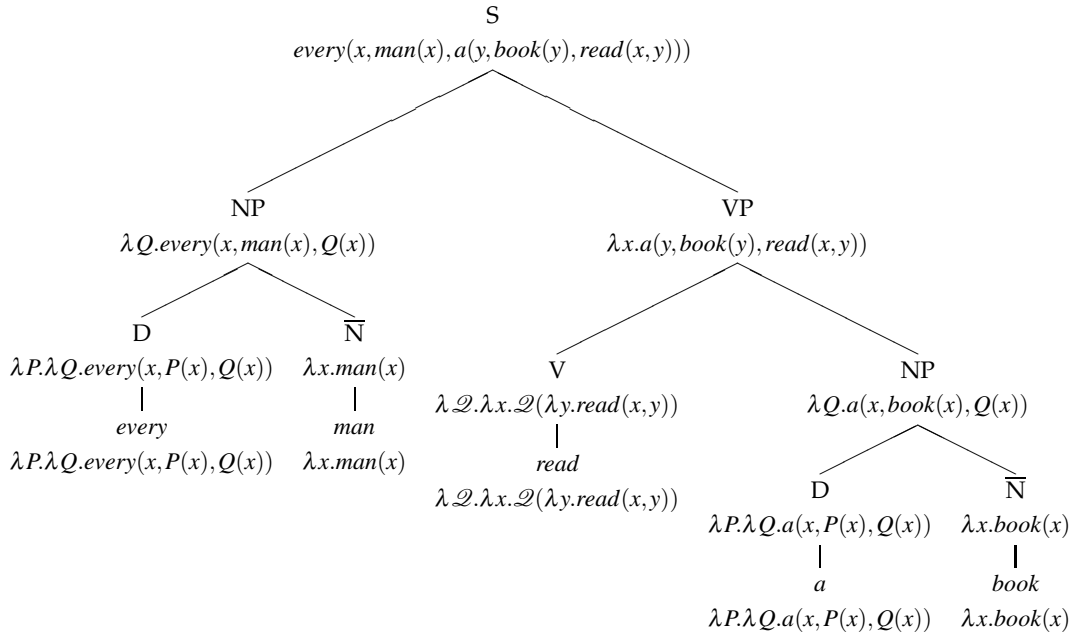 S
every(x,man(x),a(y,book(y),read(x,y)))
NP VP
λQ.every(x,man(x),Q(x)) λx.a(y,book(y),read(x,y))
D N̅
λP.λQ.every(x,P(x),Q(x)) λx.man(x) V NP
λ𝒬.λx.𝒬(λy.read(x,y)) λQ.a(x,book(x),Q(x))
every man
λP.λQ.every(x,P(x),Q(x)) λx.man(x) read
λ𝒬.λx.𝒬(λy.read(x,y)) D N̅
λP.λQ.a(x,P(x),Q(x)) λx.book(x)
a book
λP.λQ.a(x,P(x),Q(x)) λx.book(x)